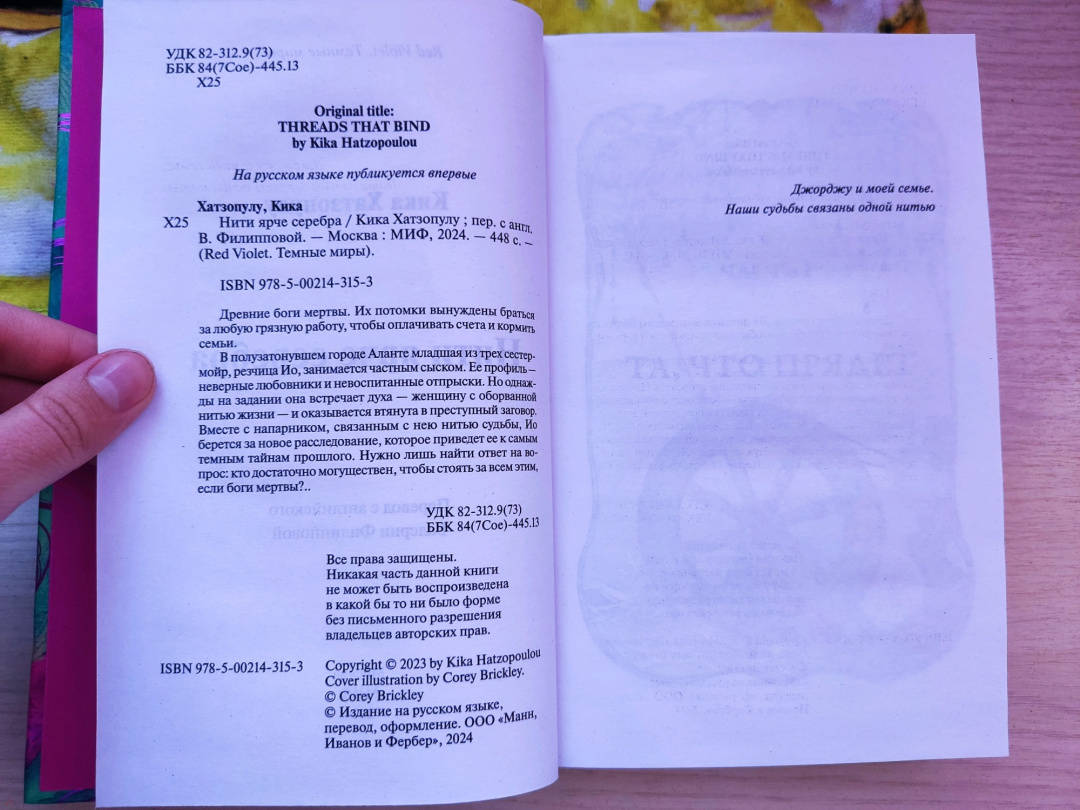 УДК 82-312.9(73)
ББК 84(7Сое)-445.13
Х25
Original title:
THREADS THAT BIND
by Kika Hatzopoulou
На русском языке публикуется впервые
Хатзопулу, Кика
Х25 Нити ярче серебра / Кика Хатзопулу ; пер. с англ.
В. Филипповой. — Москва : МИФ, 2024. — 448 с. —
(Red Violet. Темные миры).
ISBN 978-5-00214-315-3
Древние боги мертвы. Их потомки вынуждены браться
за любую грязную работу, чтобы оплачивать счета и кормить
семьи.
В полузатонувшем городе Аланте младшая из трех сестер-
мойр, резчица Ио, занимается частным сыском. Ее профиль —
неверные любовники и невоспитанные отпрыски. Но однаж-
ды на задании она встречает духа — женщину с оборванной
нитью жизни — и оказывается втянута в преступный заговор.
Вместе с напарником, связанным с нею нитью судьбы, Ио
берется за новое расследование, которое приведет ее к самым
темным тайнам прошлого. Нужно лишь найти ответ на во-
прос: кто достаточно могуществен, чтобы стоять за всем этим,
если боги мертвы?..
УДК 82-312.9(73)
ББК 84(7Сое)-445.13
Все права защищены.
Никакая часть данной книги
не может быть воспроизведена
в какой бы то ни было форме
без письменного разрешения
владельцев авторских прав.
ISBN 978-5-00214-315-3
Copyright © 2023 by Kika Hatzopoulou
Cover illustration by Corey Brickley.
© Corey Brickley
© Издание на русском языке,
перевод, оформление. ООО «Манн,
Иванов и Фербер», 2024
Джорджу и моей семье.
Наши судьбы связаны одной нитью